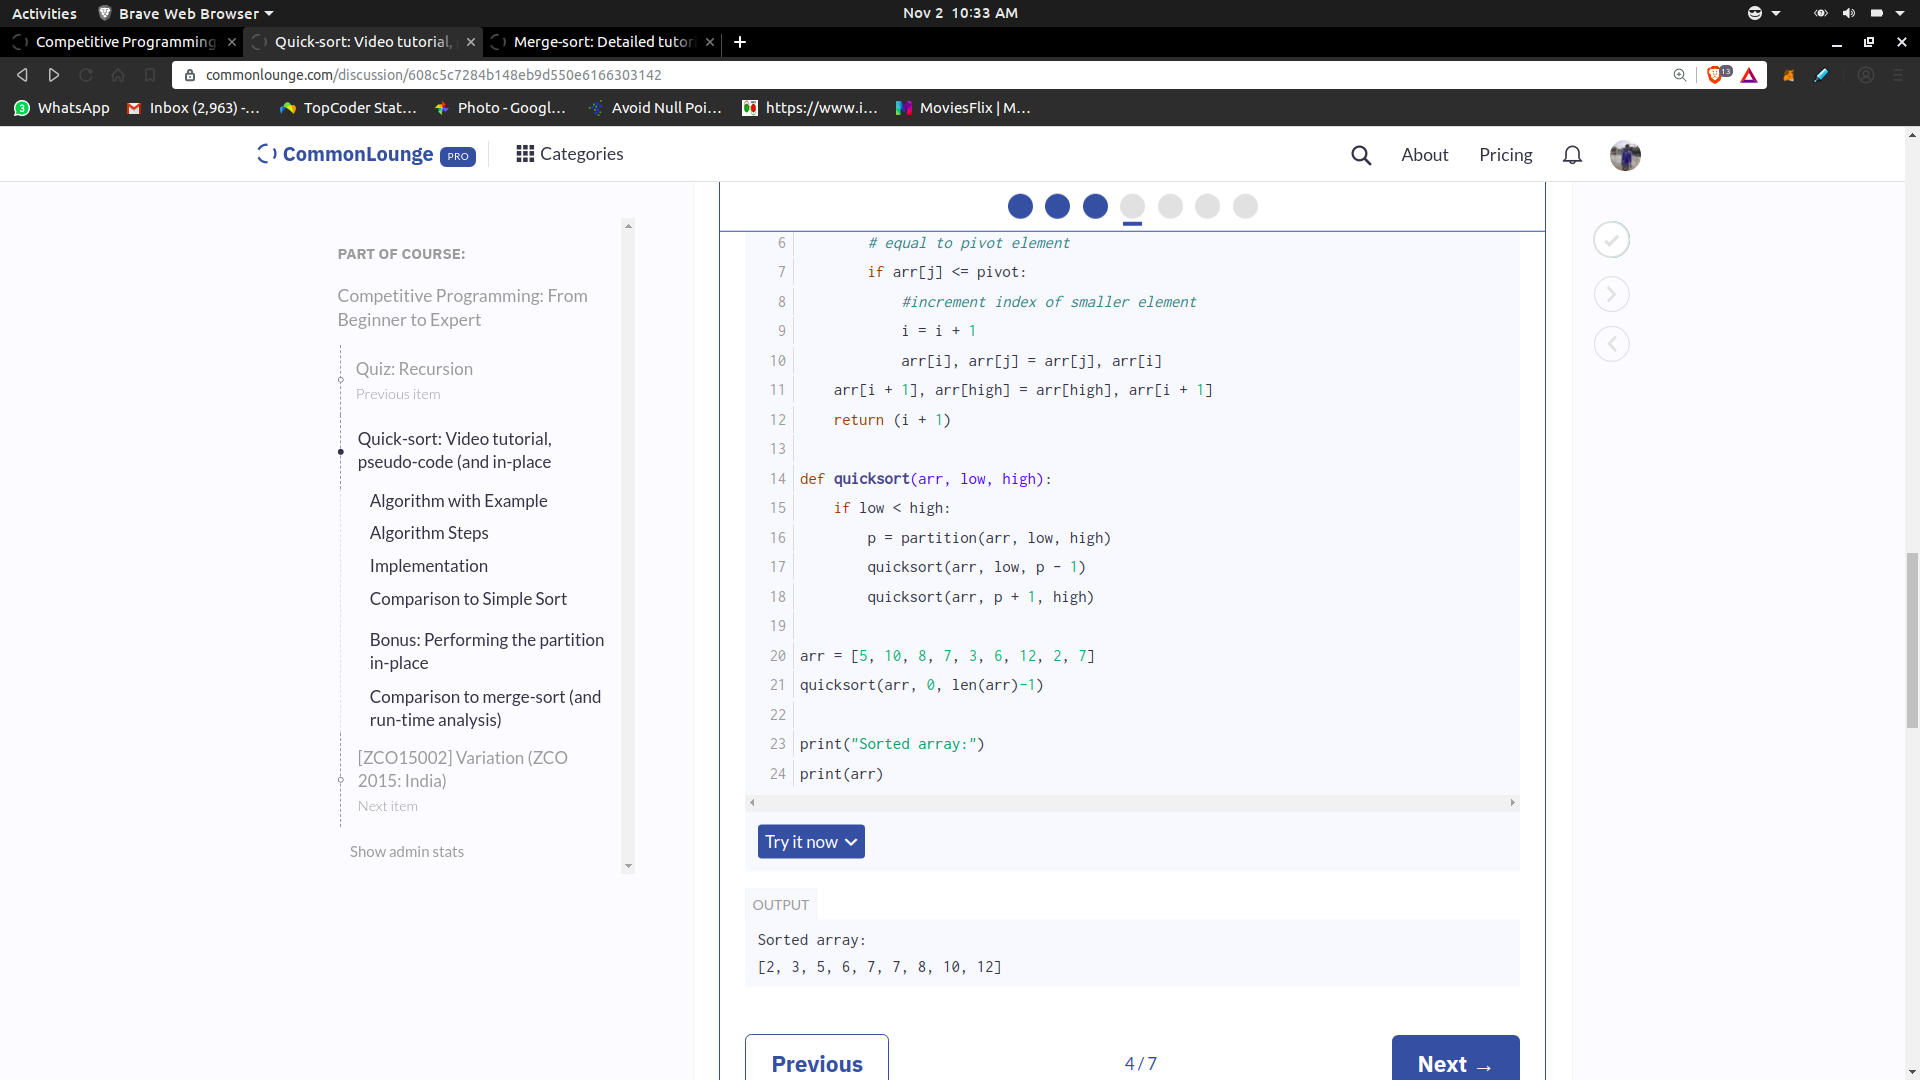 Activities Brave Web Browser Nov 2 10:33 AM
Competitive Programming Quick-sort: Video tutorial, Merge-sort: Detailed tutor
commonlounge.com/discussion/608c5c7284b148eb9d550e6166303142 13
3 WhatsApp Inbox (2,963) -... TopCoder Stat... Photo - Googl... Avoid Null Poi... https://www.i... MoviesFlix | M...
CommonLounge PRO Categories About Pricing
PART OF COURSE:
Competitive Programming: From
Beginner to Expert
Quiz: Recursion
Previous item
Quick-sort: Video tutorial,
pseudo-code (and in-place
Algorithm with Example
Algorithm Steps
Implementation
Comparison to Simple Sort
Bonus: Performing the partition
in-place
Comparison to merge-sort (and
run-time analysis)
[ZCO15002] Variation (ZCO
2015: India)
Next item
Show admin stats
6 # equal to pivot element
7 if arr[j] <= pivot:
8 #increment index of smaller element
9 i = i + 1
10 arr[i], arr[j] = arr[j], arr[i]
11 arr[i + 1], arr[high] = arr[high], arr[i + 1]
12 return (i + 1)
13
14 def quicksort(arr, low, high):
15 if low < high:
16 p = partition(arr, low, high)
17 quicksort(arr, low, p - 1)
18 quicksort(arr, p + 1, high)
19
20 arr = [5, 10, 8, 7, 3, 6, 12, 2, 7]
21 quicksort(arr, 0, len(arr)-1)
22
23 print("Sorted array:")
24 print(arr)
Try it now
OUTPUT
Sorted array:
[2, 3, 5, 6, 7, 7, 8, 10, 12]
Previous 4 / 7 Next →